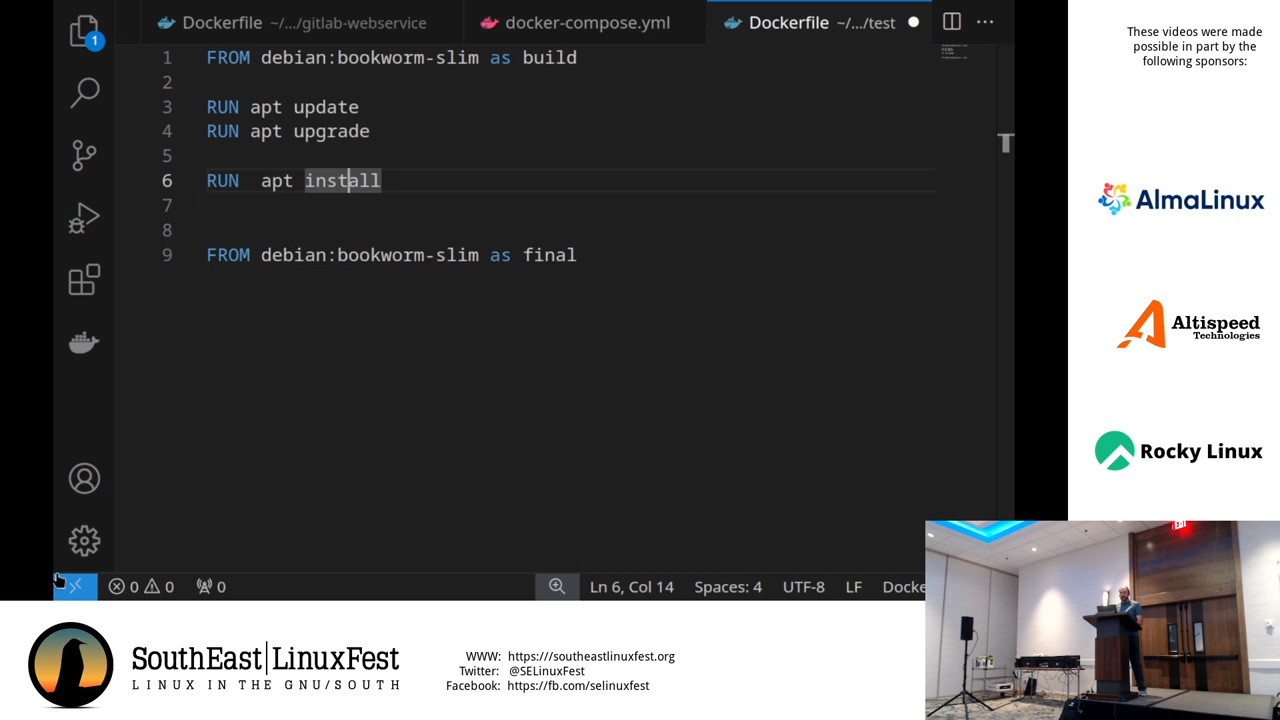 Dockerfile ~/.../gitlab-webservice
docker-compose.yml
Dockerfile ~/.../test
1
1 FROM debian:bookworm-slim as build
2
3 RUN apt update
4 RUN apt upgrade
5
6 RUN  apt install
7
8
9 FROM debian:bookworm-slim as final
0 0 0
Ln 6, Col 14
Spaces: 4
UTF-8
LF
Docke
These videos were made
possible in part by the
following sponsors:
AlmaLinux
Altispeed
Technologies
Rocky Linux
EXIT
SouthEast|LinuxFest
LINUX IN THE GNU/SOUTH
WWW: https:///southeastlinuxfest.org
Twitter: @SELinuxFest
Facebook: https://fb.com/selinuxfest